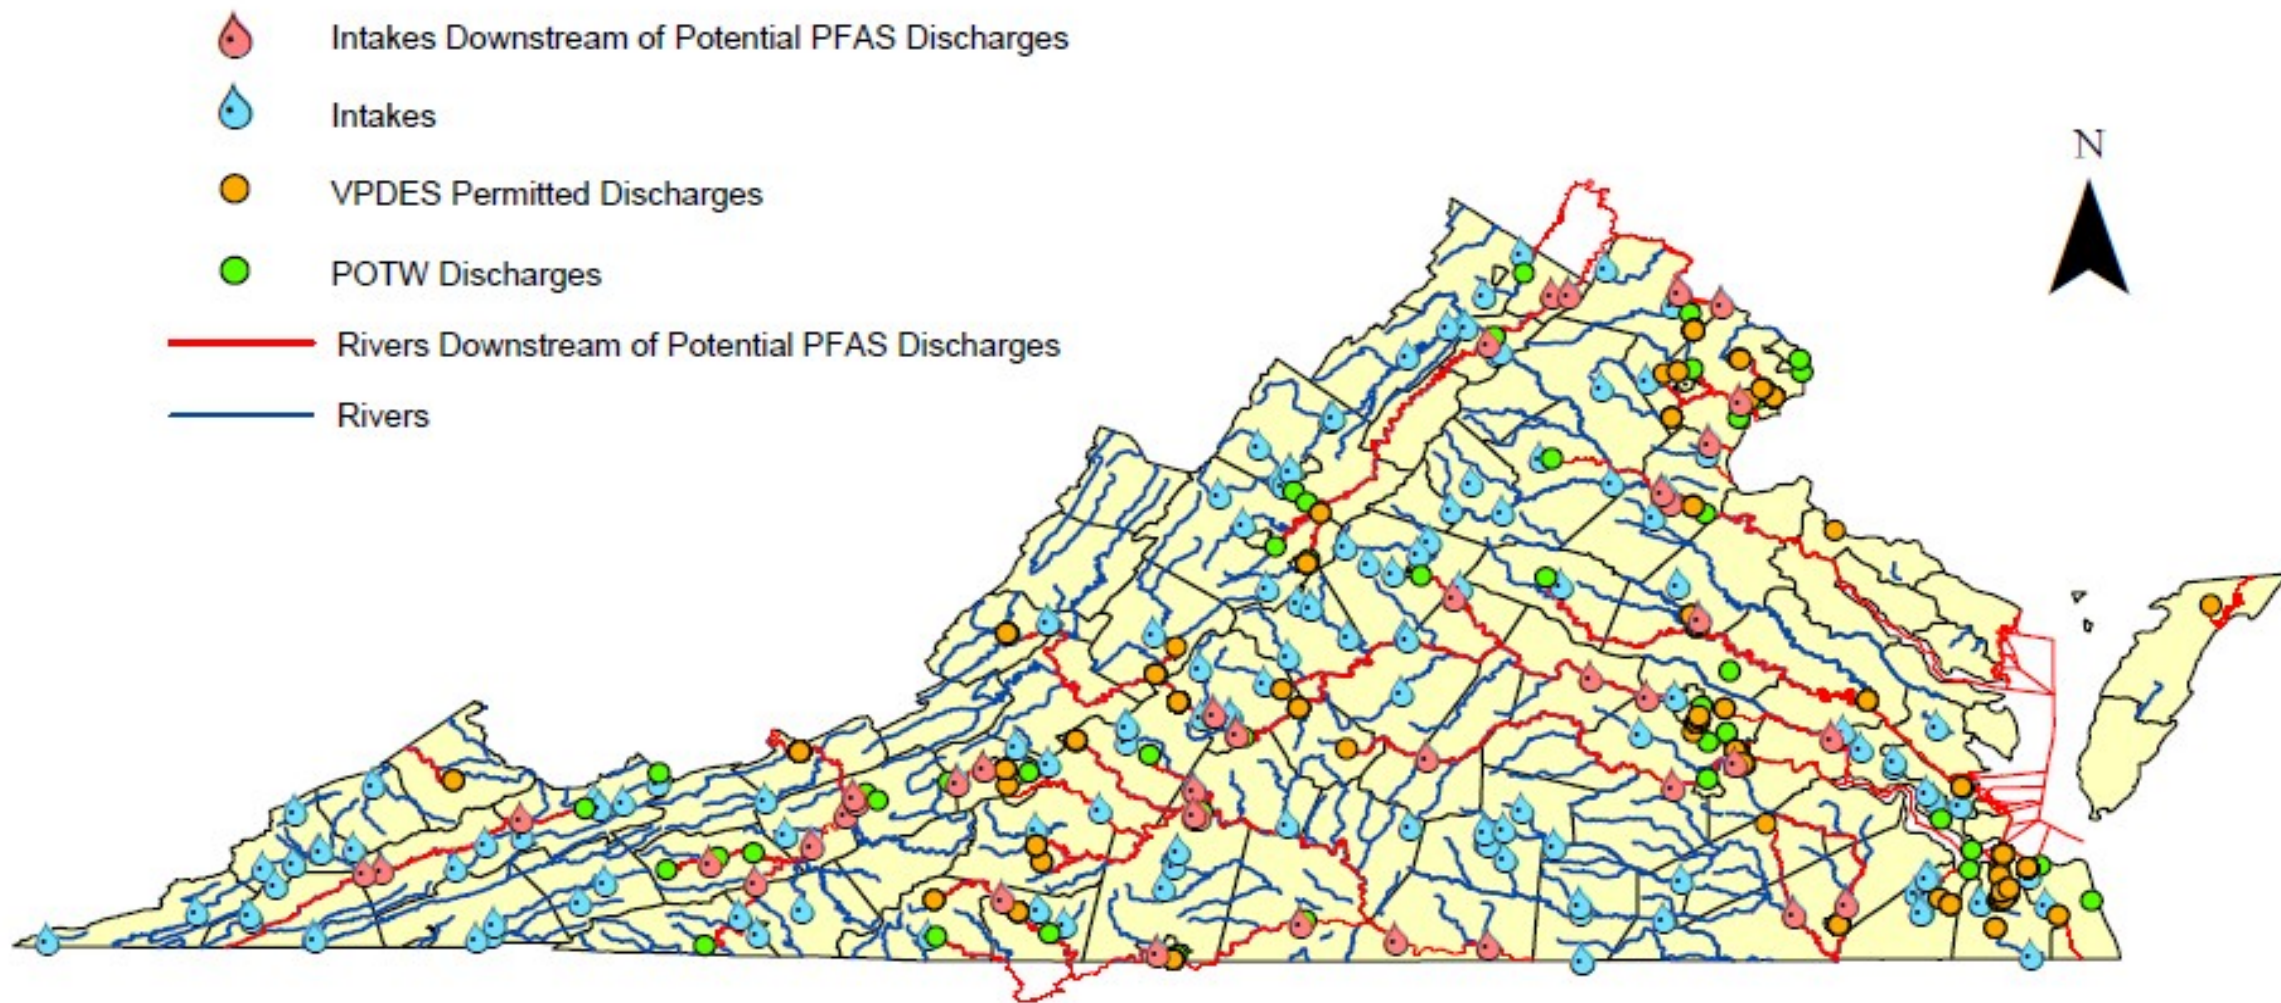 Intakes Downstream of Potential PFAS Discharges
Intakes
VPDES Permitted Discharges
POTW Discharges
Rivers Downstream of Potential PFAS Discharges
Rivers
N